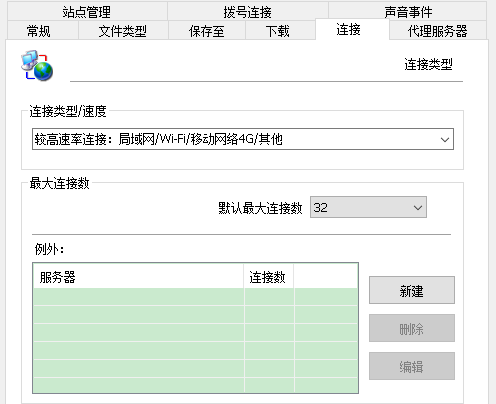 站点管理 拨号连接 声音事件
常规 文件类型 保存至 下载 连接 代理服务器
连接类型
连接类型/速度
较高速率连接：局域网/Wi-Fi/移动网络4G/其他
最大连接数
默认最大连接数 32
例外：
服务器 连接数
新建
删除
编辑